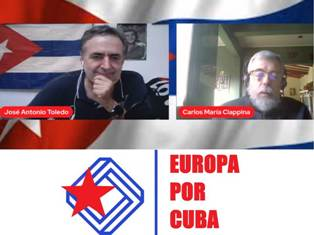 José Antonio Toledo
Carlos María Ciappina
EUROPA
POR
CUBA